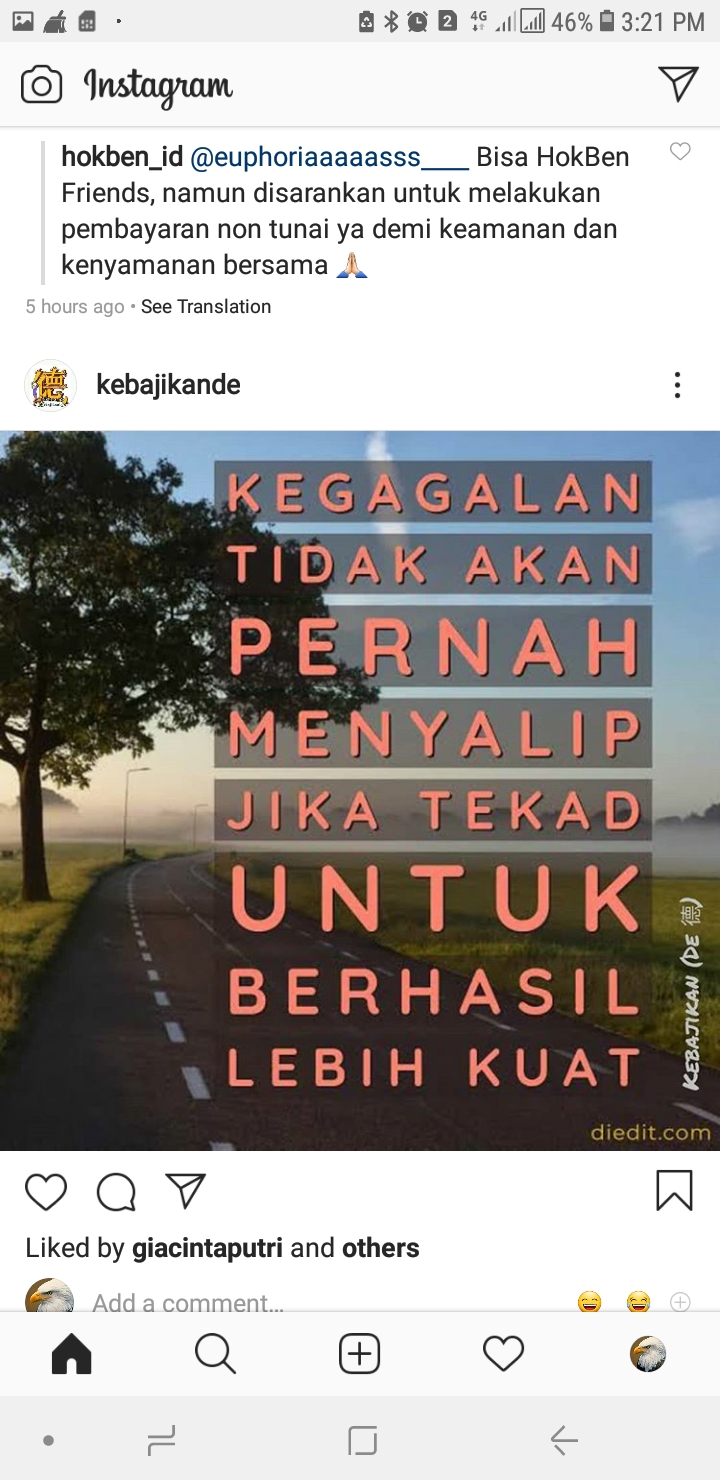 2 4G 46% 3:21 PM
Instagram
hokben_id @euphoriaaaaasss____ Bisa HokBen
Friends, namun disarankan untuk melakukan
pembayaran non tunai ya demi keamanan dan
kenyamanan bersama 🙏🏻
5 hours ago • See Translation
德
kebajikande
KEGAGALAN
TIDAK AKAN
PERNAH
MENYALIP
JIKA TEKAD
UNTUK
BERHASIL
LEBIH KUAT
KEBAJIKAN (DE 德)
diedit.com
Liked by giacintaputri and others
Add a comment... 😄 😂